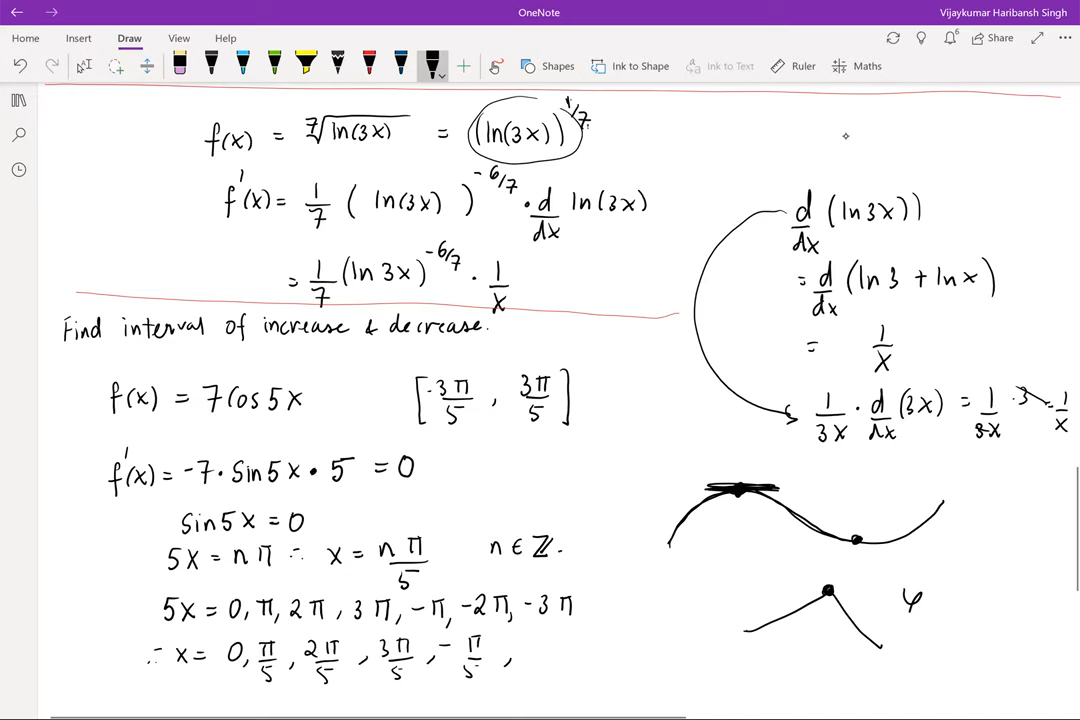 OneNote
Vijaykumar Haribansh Singh
Home Insert Draw View Help
6 Share
Shapes Ink to Shape Ink to Text Ruler Maths
f(x) = ⁷√ln(3x) = (ln(3x))^1/7
f'(x) = 1/7 ( ln(3x) )^-6/7 · d/dx ln(3x)
= 1/7 (ln 3x)^-6/7 · 1/x
d/dx (ln 3x))
= d/dx (ln 3 + ln x)
= 1/x
1/3x · d/dx (3x) = 1/3x · 3 = 1/x
Find interval of increase & decrease.
f(x) = 7 Cos 5x [-3π/5 , 3π/5]
f'(x) = -7 · Sin 5x · 5 = 0
Sin 5x = 0
5x = nπ ∴ x = nπ/5 n ∈ ℤ.
5x = 0, π, 2π, 3π, -π, -2π, -3π
∴ x = 0, π/5, 2π/5, 3π/5, -π/5,